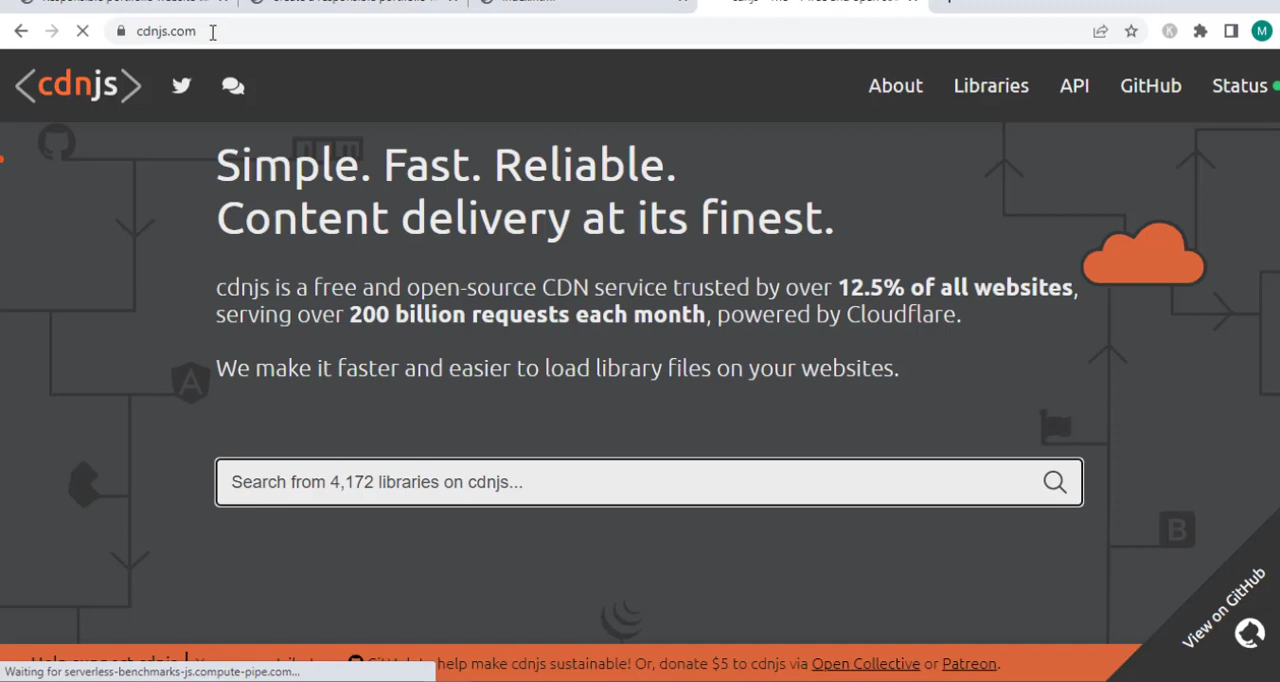 cdnjs.com
M
<cdnjs>
About Libraries API GitHub Status
Simple. Fast. Reliable.
Content delivery at its finest.
cdnjs is a free and open-source CDN service trusted by over 12.5% of all websites,
serving over 200 billion requests each month, powered by Cloudflare.
We make it faster and easier to load library files on your websites.
Search from 4,172 libraries on cdnjs...
View on GitHub
GitHub to help make cdnjs sustainable! Or, donate $5 to cdnjs via Open Collective or Patreon.
Waiting for serverless-benchmarks-js.compute-pipe.com...